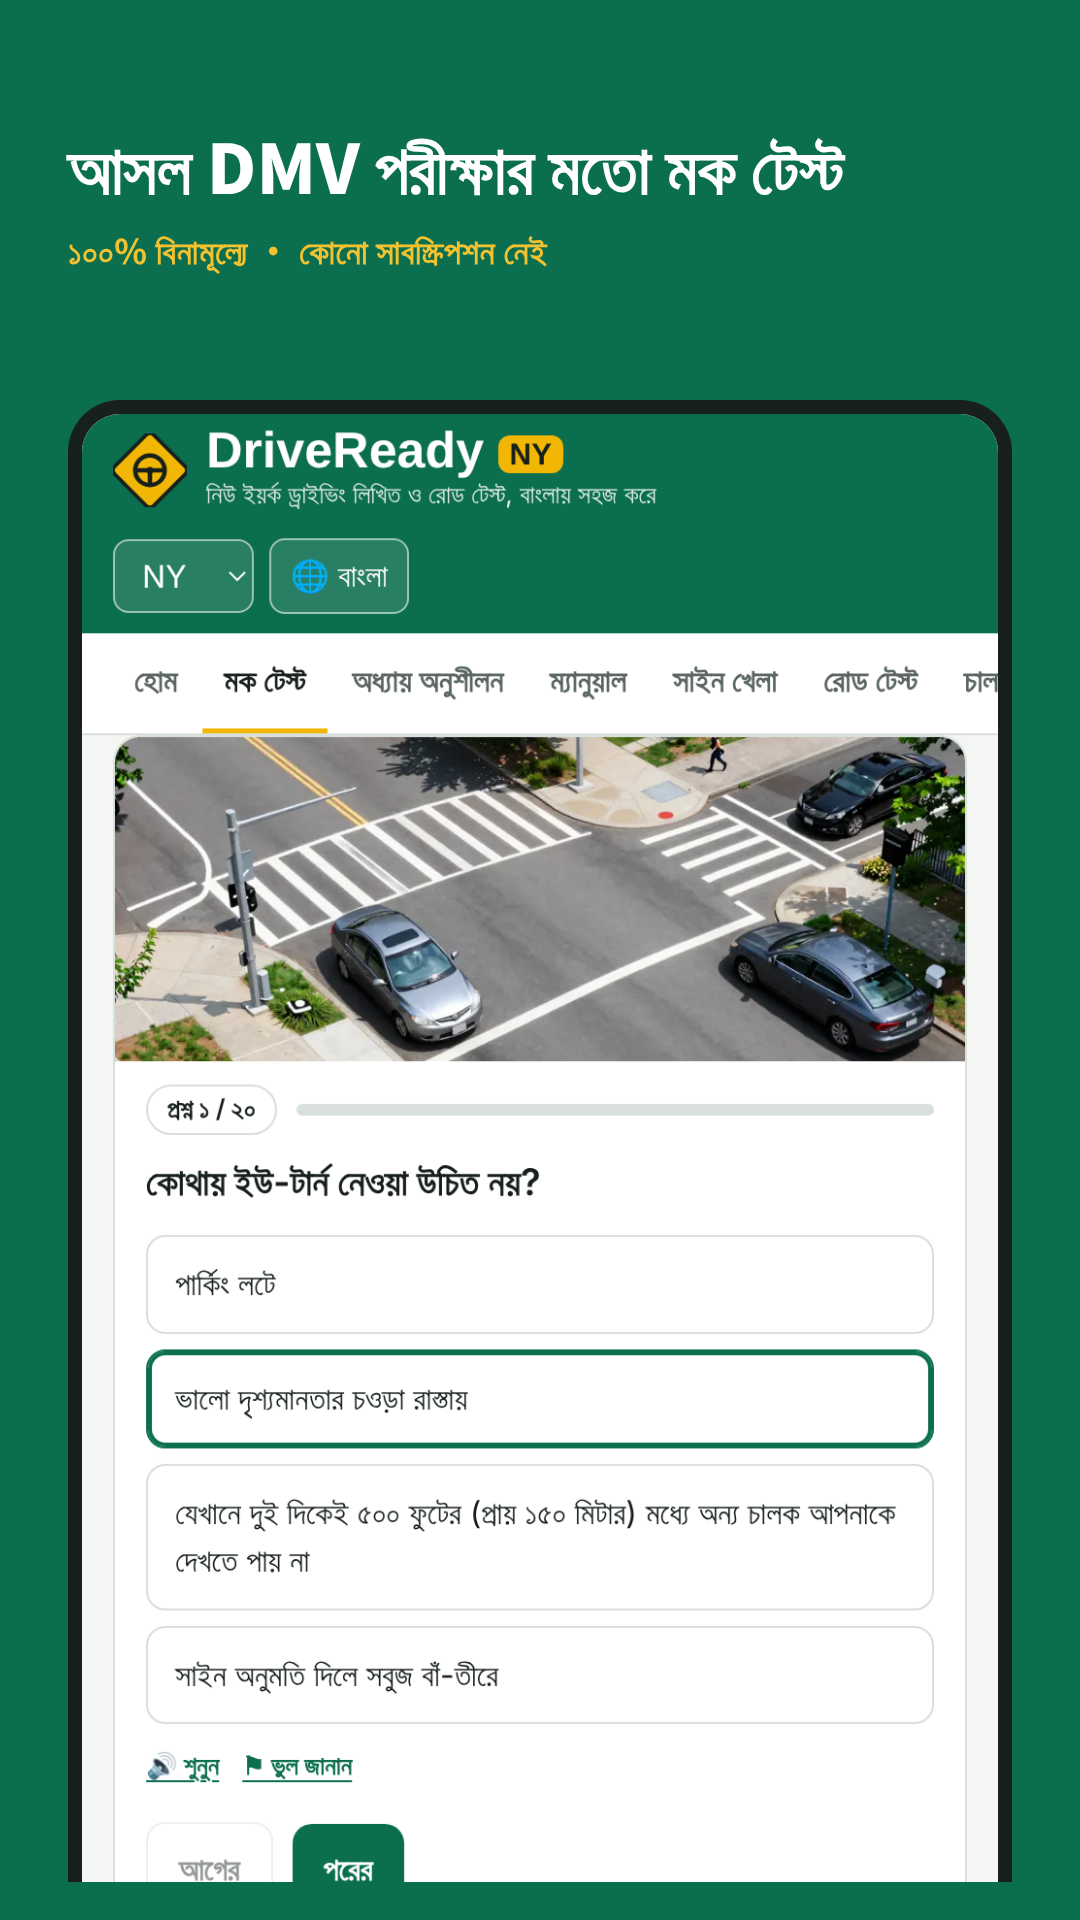 আসল DMV পরীক্ষার মতো মক টেস্ট
১০০% বিনামূল্যে • কোনো সাবস্ক্রিপশন নেই
DriveReady NY
নিউ ইয়র্ক ড্রাইভিং লিখিত ও রোড টেস্ট, বাংলায় সহজ করে
NY 🌐 বাংলা
হোম মক টেস্ট অধ্যায় অনুশীলন ম্যানুয়াল সাইন খেলা রোড টেস্ট চাল
প্রশ্ন ১ / ২০
কোথায় ইউ-টার্ন নেওয়া উচিত নয়?
পার্কিং লটে
ভালো দৃশ্যমানতার চওড়া রাস্তায়
যেখানে দুই দিকেই ৫০০ ফুটের (প্রায় ১৫০ মিটার) মধ্যে অন্য চালক আপনাকে
দেখতে পায় না
সাইন অনুমতি দিলে সবুজ বাঁ-তীরে
🔊 শুনুন ⚑ ভুল জানান
আগের পরের